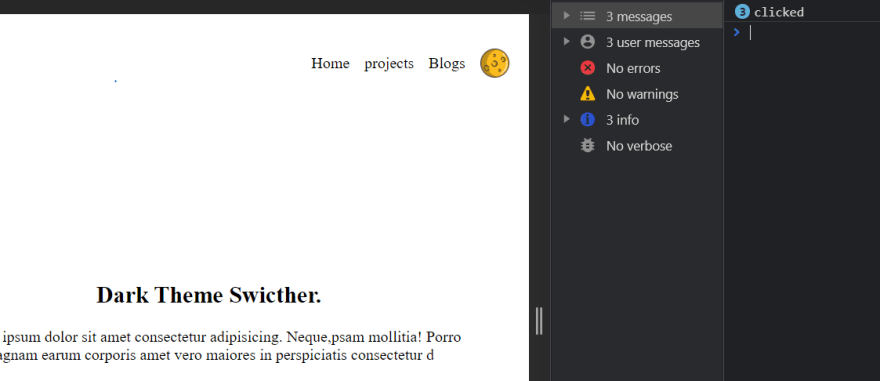 Home projects Blogs
.
Dark Theme Swicther.
ipsum dolor sit amet consectetur adipisicing. Neque,psam mollitia! Porro
agnam earum corporis amet vero maiores in perspiciatis consectetur d
3 messages
3 user messages
No errors
No warnings
3 info
No verbose
3 clicked
>